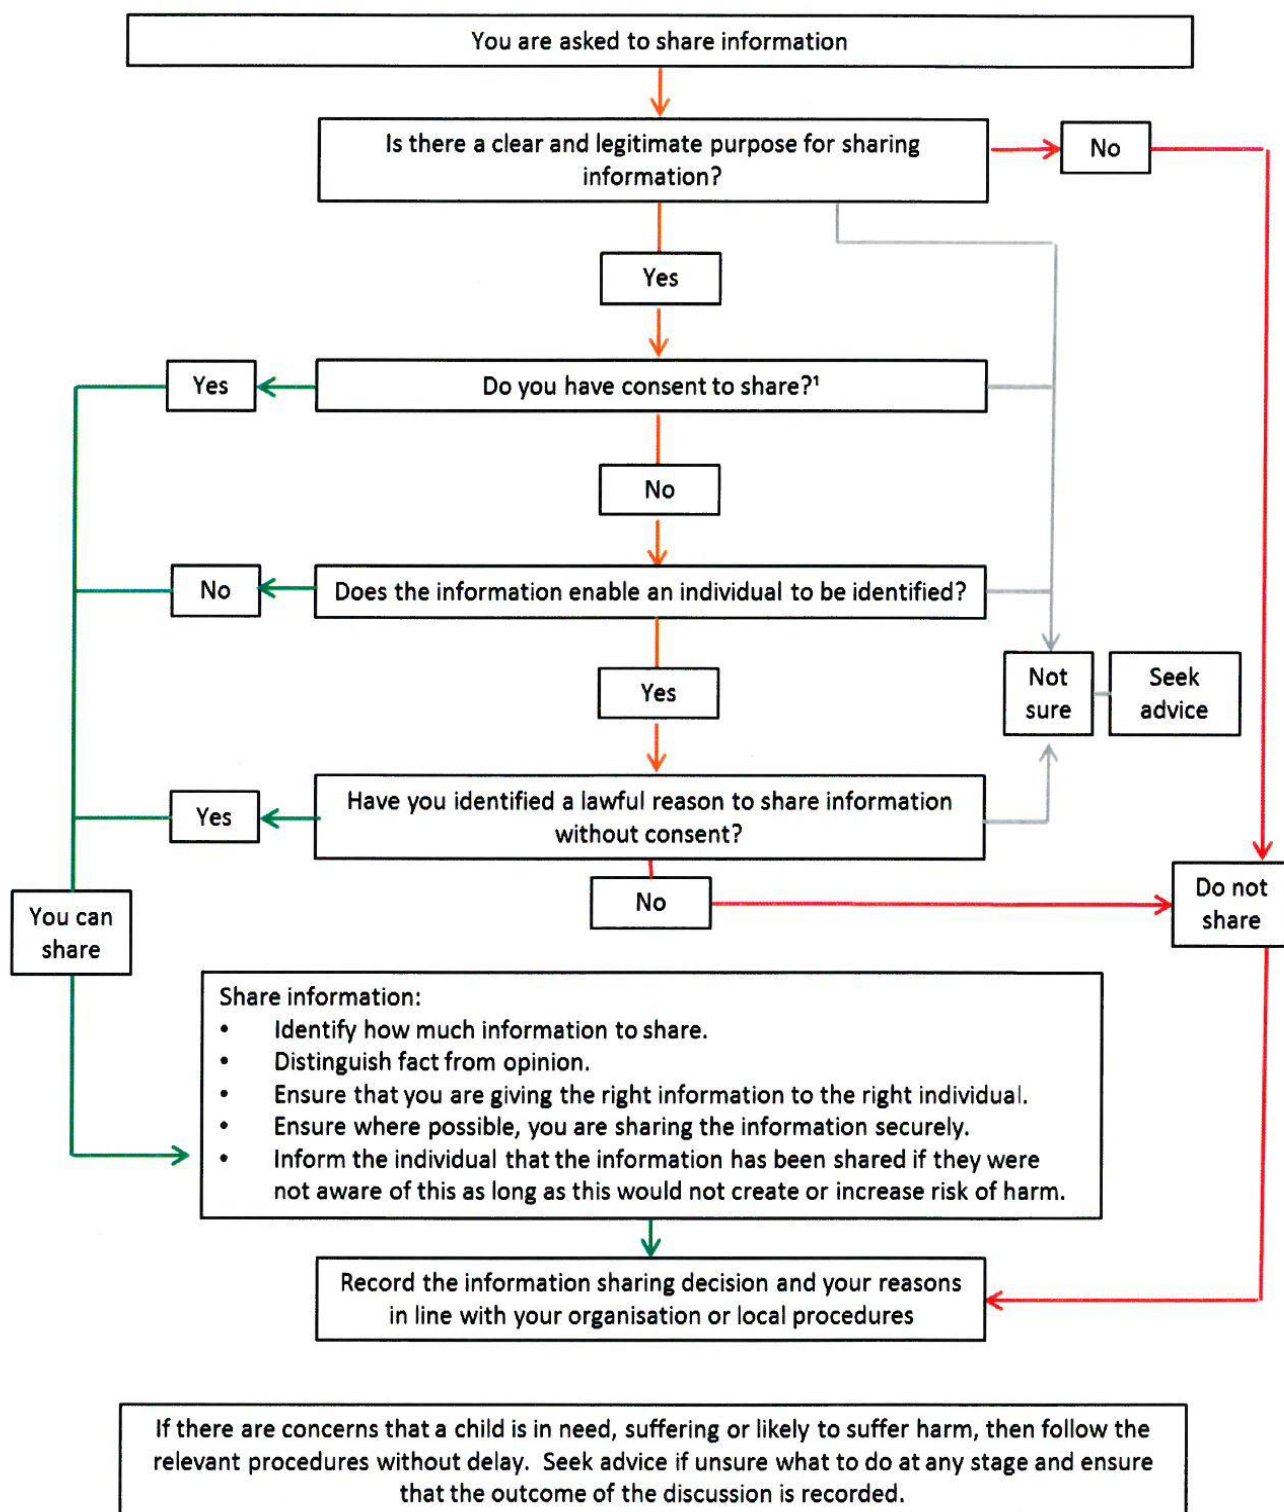 You are asked to share information
Is there a clear and legitimate purpose for sharing
information?
No
Yes
Yes
Do you have consent to share?¹
No
No
Does the information enable an individual to be identified?
Yes
Not
sure
Seek
advice
Yes
Have you identified a lawful reason to share information
without consent?
No
Do not
share
You can
share
Share information:
• Identify how much information to share.
• Distinguish fact from opinion.
• Ensure that you are giving the right information to the right individual.
• Ensure where possible, you are sharing the information securely.
• Inform the individual that the information has been shared if they were
not aware of this as long as this would not create or increase risk of harm.
Record the information sharing decision and your reasons
in line with your organisation or local procedures
If there are concerns that a child is in need, suffering or likely to suffer harm, then follow the
relevant procedures without delay. Seek advice if unsure what to do at any stage and ensure
that the outcome of the discussion is recorded.